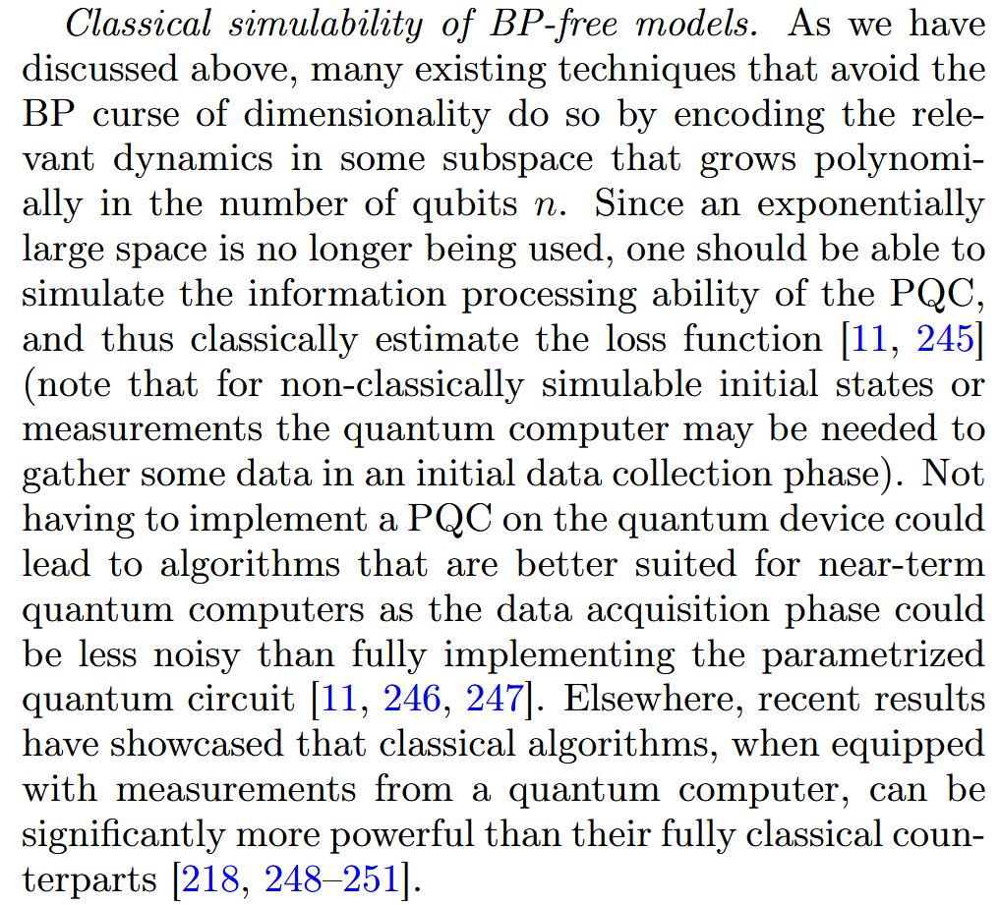 Classical simulability of BP-free models. As we have
discussed above, many existing techniques that avoid the
BP curse of dimensionality do so by encoding the rele-
vant dynamics in some subspace that grows polynomi-
ally in the number of qubits n. Since an exponentially
large space is no longer being used, one should be able to
simulate the information processing ability of the PQC,
and thus classically estimate the loss function [11, 245]
(note that for non-classically simulable initial states or
measurements the quantum computer may be needed to
gather some data in an initial data collection phase). Not
having to implement a PQC on the quantum device could
lead to algorithms that are better suited for near-term
quantum computers as the data acquisition phase could
be less noisy than fully implementing the parametrized
quantum circuit [11, 246, 247]. Elsewhere, recent results
have showcased that classical algorithms, when equipped
with measurements from a quantum computer, can be
significantly more powerful than their fully classical coun-
terparts [218, 248–251].